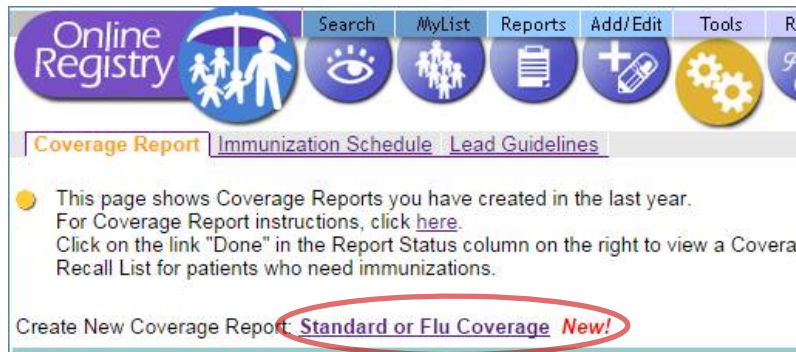 Online
Registry
Search MyList Reports Add/Edit Tools R
Coverage Report Immunization Schedule Lead Guidelines
This page shows Coverage Reports you have created in the last year.
For Coverage Report instructions, click here.
Click on the link "Done" in the Report Status column on the right to view a Covera
Recall List for patients who need immunizations.
Create New Coverage Report: Standard or Flu Coverage New!